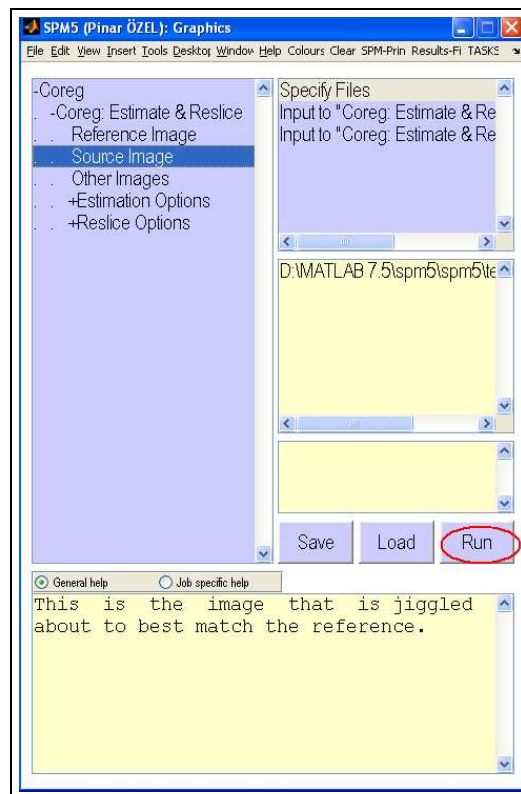 SPM5 (Pinar ÖZEL): Graphics
File Edit View Insert Tools Desktop Window Help Colours Clear SPM-Prin Results-Fi TASKS
-Coreg
. -Coreg: Estimate & Reslice
. . Reference Image
. . Source Image
. . Other Images
. . +Estimation Options
. . +Reslice Options
Specify Files
Input to "Coreg: Estimate & Re
Input to "Coreg: Estimate & Re
D:\MATLAB 7.5\spm5\spm5\te
Save Load Run
General help Job specific help
This is the image that is jiggled
about to best match the reference.